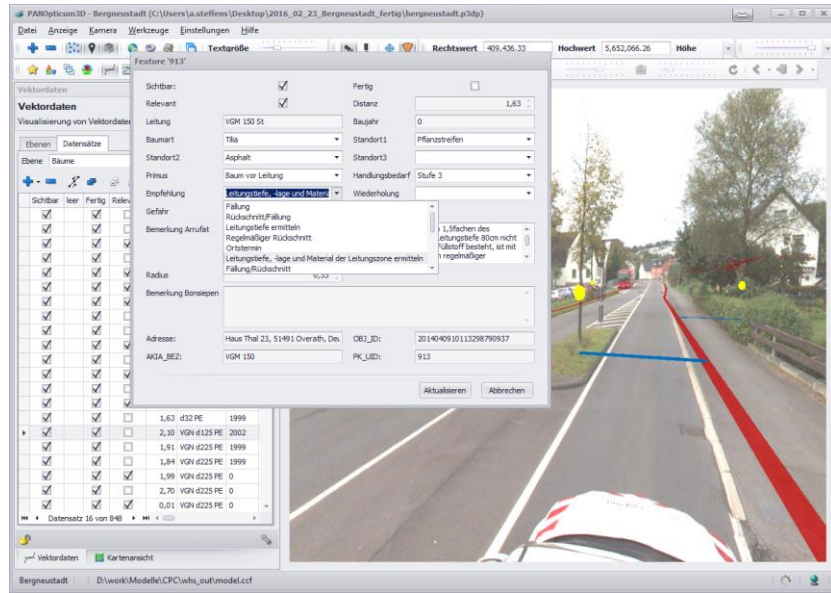 PANOpticum3D - Bergneustadt (C:\Users\a.steffens\Desktop\2016_02_23_Bergneustadt_fertig\bergneustadt.p3dp)
Datei Anzeige Kamera Werkzeuge Einstellungen Hilfe
Textgröße Rechtswert 409,436.33 Hochwert 5,652,066.26 Höhe
Feature '913'
Vektordaten
Vektordaten
Visualisierung von Vektordaten
Ebenen Datensätze
Ebene Bäume
Sichtbar leer Fertig Relev
Sichtbar: Fertig
Relevant Distanz 1,63
Leitung VGM 150 St Baujahr 0
Baumart Tilia Standort1 Pflanzstreifen
Standort2 Asphalt Standort3
Primus Baum vor Leitung Handlungsbedarf Stufe 3
Empfehlung Leitungstiefe, -lage und Materia Wiederholung
Gefahr
Fällung
Rückschnitt/Fällung
Leitungstiefe ermitteln
Regelmäßiger Rückschnitt
Ortstermin
Leitungstiefe, -lage und Material der Leitungszone ermitteln
Fällung/Rückschnitt
Bemerkung Arrufat
1,5fachen des
Leitungstiefe 80cm nicht
Füllstoff besteht, ist mit
regelmäßiger
Radius 0,35
Bemerkung Bonsiepen
Adresse: Haus Thal 23, 51491 Overath, Deu OBJ_ID: 2014040910113298790937
AKIA_BEZ: VGM 150 PK_UID: 913
Aktualisieren Abbrechen
1,63 d32 PE 1999
2,10 VGN d125 PE 2002
1,91 VGN d225 PE 1999
1,84 VGN d225 PE 1999
1,99 VGN d225 PE 0
2,70 VGN d225 PE 0
0,01 VGN d225 PE 0
Datensatz 16 von 848
Vektordaten Kartenansicht
Bergneustadt D:\work\Modelle\CPC\whs_out\model.ccf